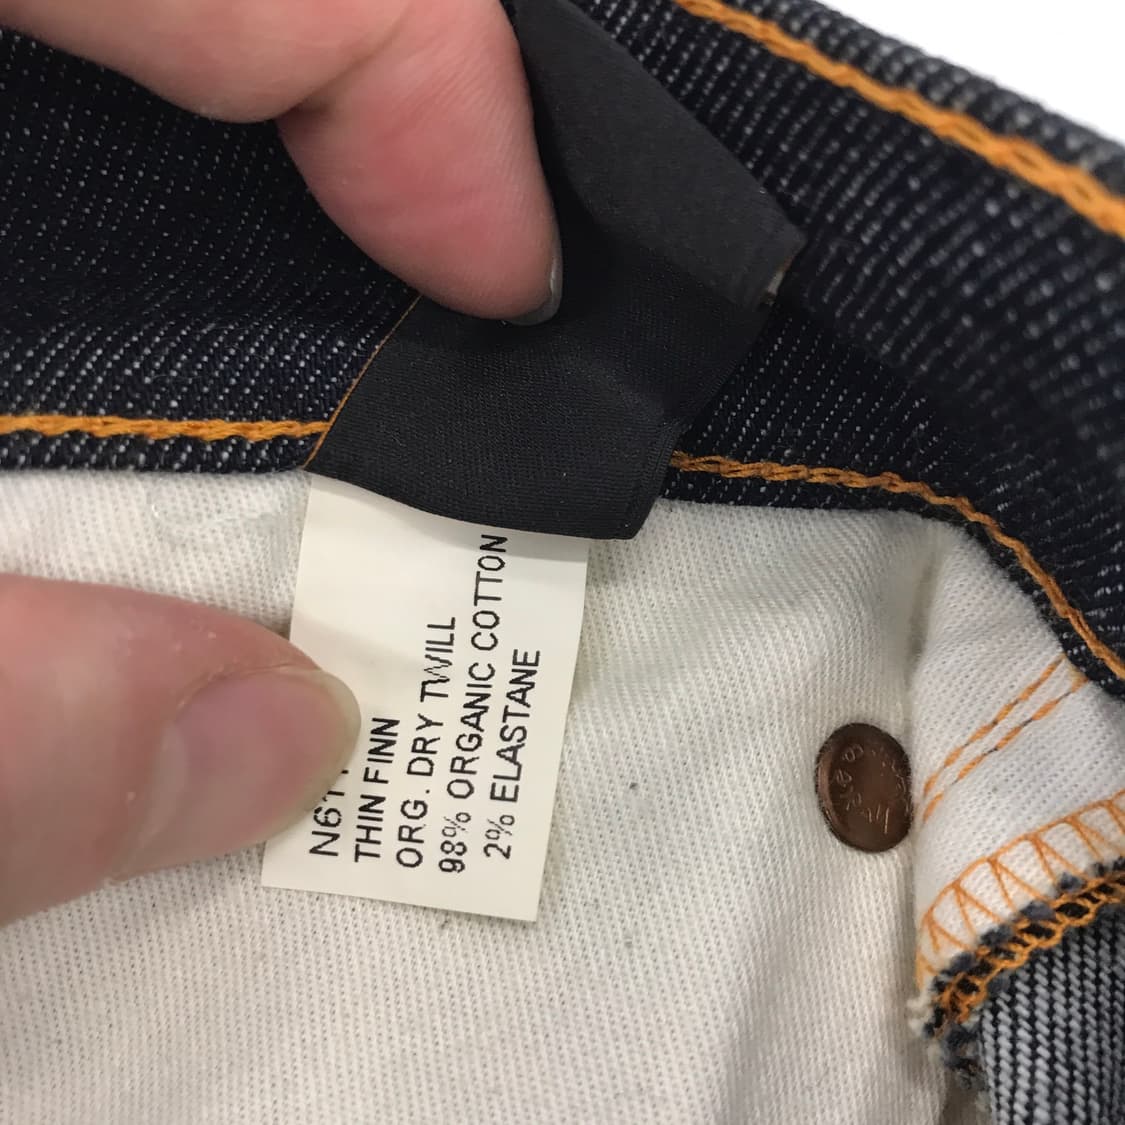 THIN FINN
ORG. DRY TWILL
98% ORGANIC COTTON
2% ELASTANE